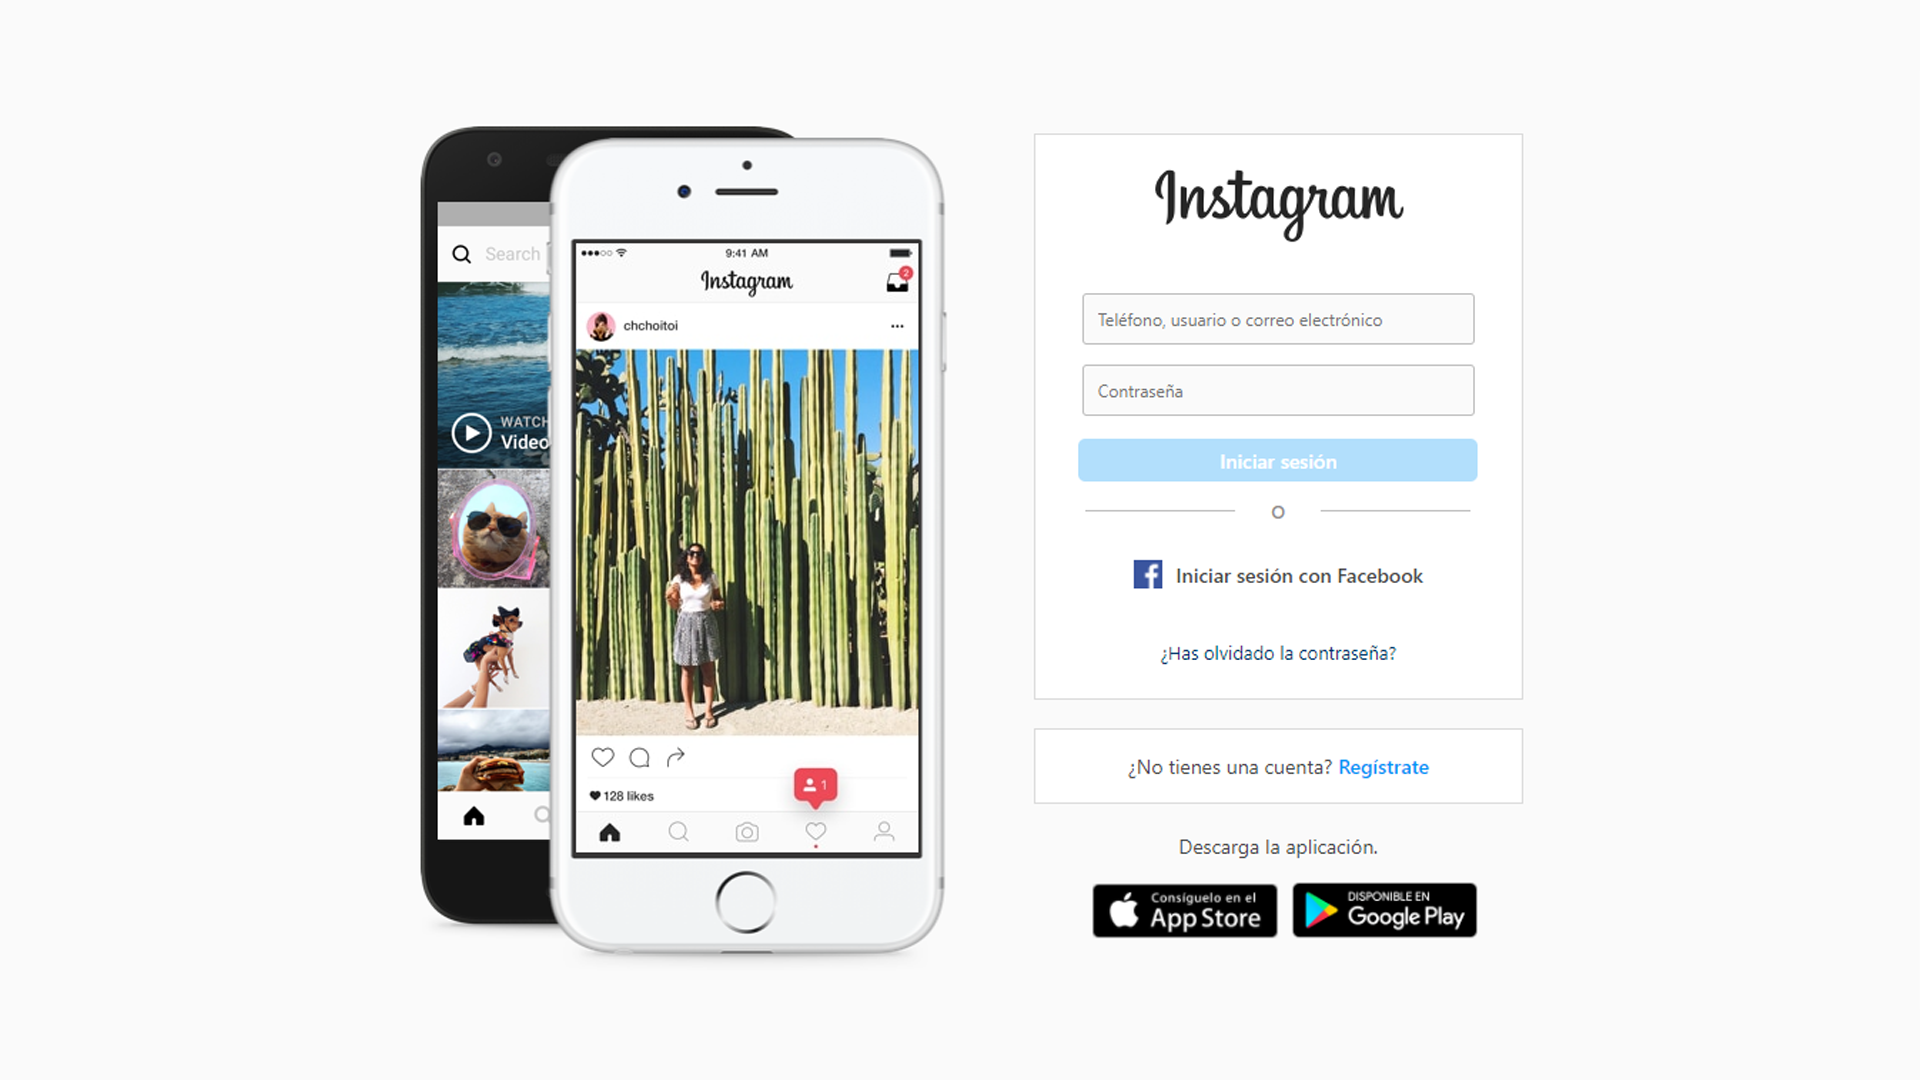 Search
WATCH
Video
9:41 AM
Instagram
2
chchoitoi
128 likes
1
Instagram
Teléfono, usuario o correo electrónico
Contraseña
Iniciar sesión
O
Iniciar sesión con Facebook
¿Has olvidado la contraseña?
¿No tienes una cuenta? Regístrate
Descarga la aplicación.
Consíguelo en el
App Store
DISPONIBLE EN
Google Play